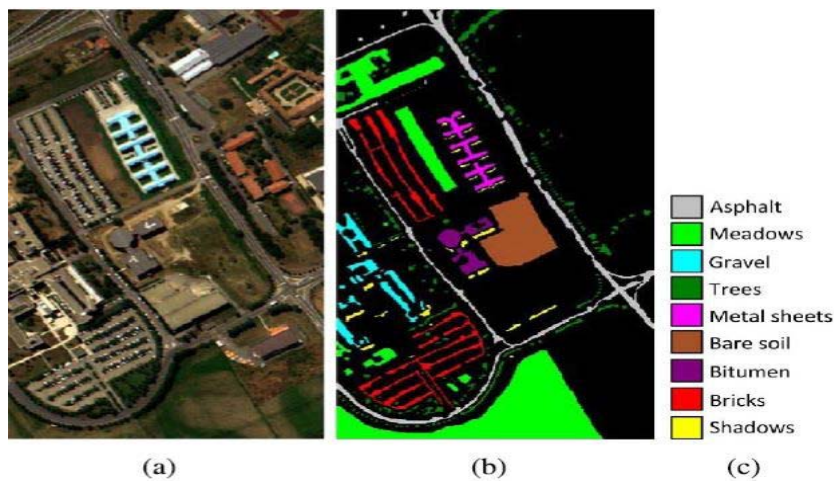 Asphalt
Meadows
Gravel
Trees
Metal sheets
Bare soil
Bitumen
Bricks
Shadows
(a)
(b)
(c)